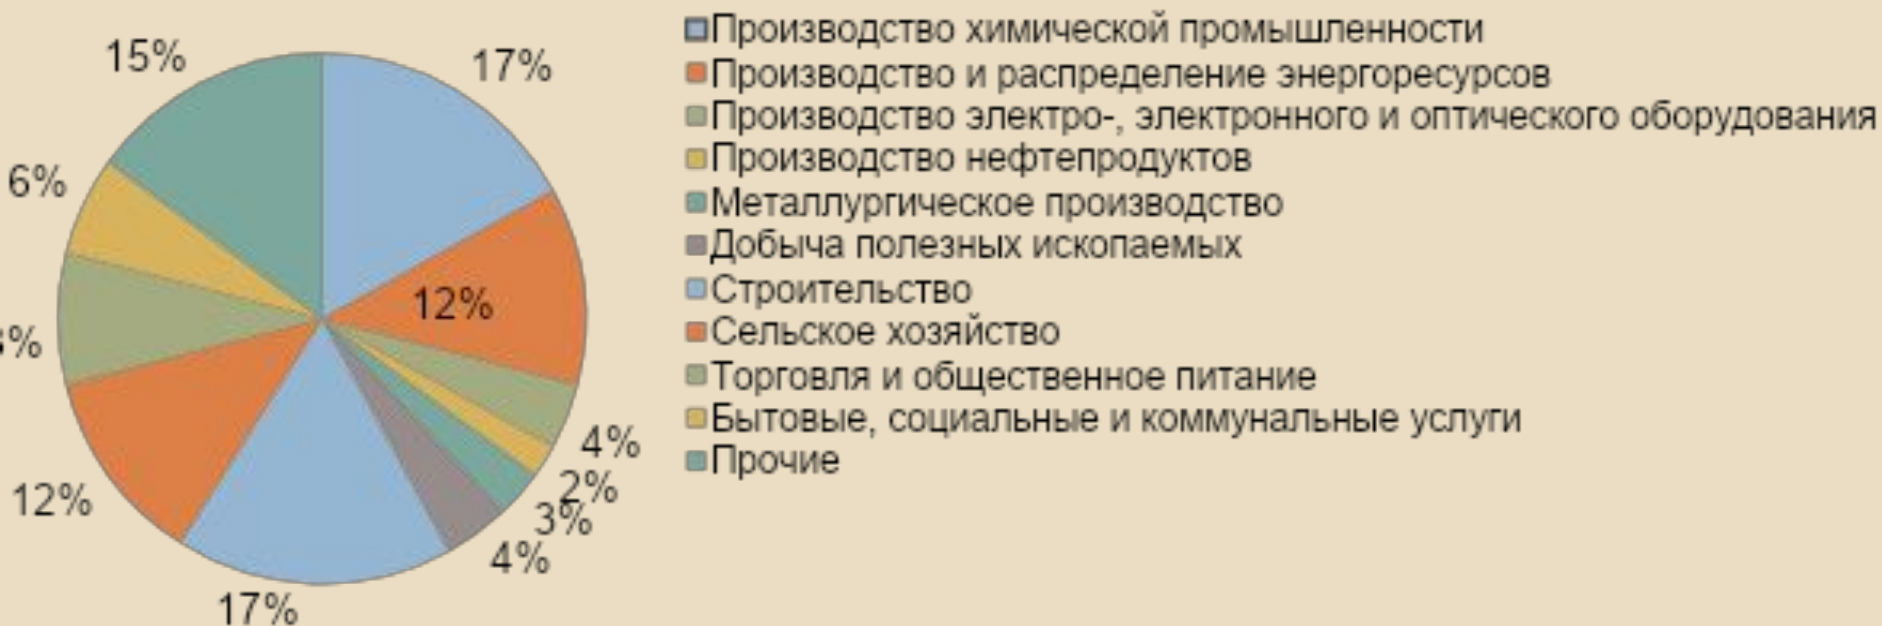 Производство химической промышленности
Производство и распределение энергоресурсов
Производство электро-, электронного и оптического оборудования
Производство нефтепродуктов
Металлургическое производство
Добыча полезных ископаемых
Строительство
Сельское хозяйство
Торговля и общественное питание
Бытовые, социальные и коммунальные услуги
Прочие
17%
12%
4%
2%
3%
4%
17%
12%
6%
15%